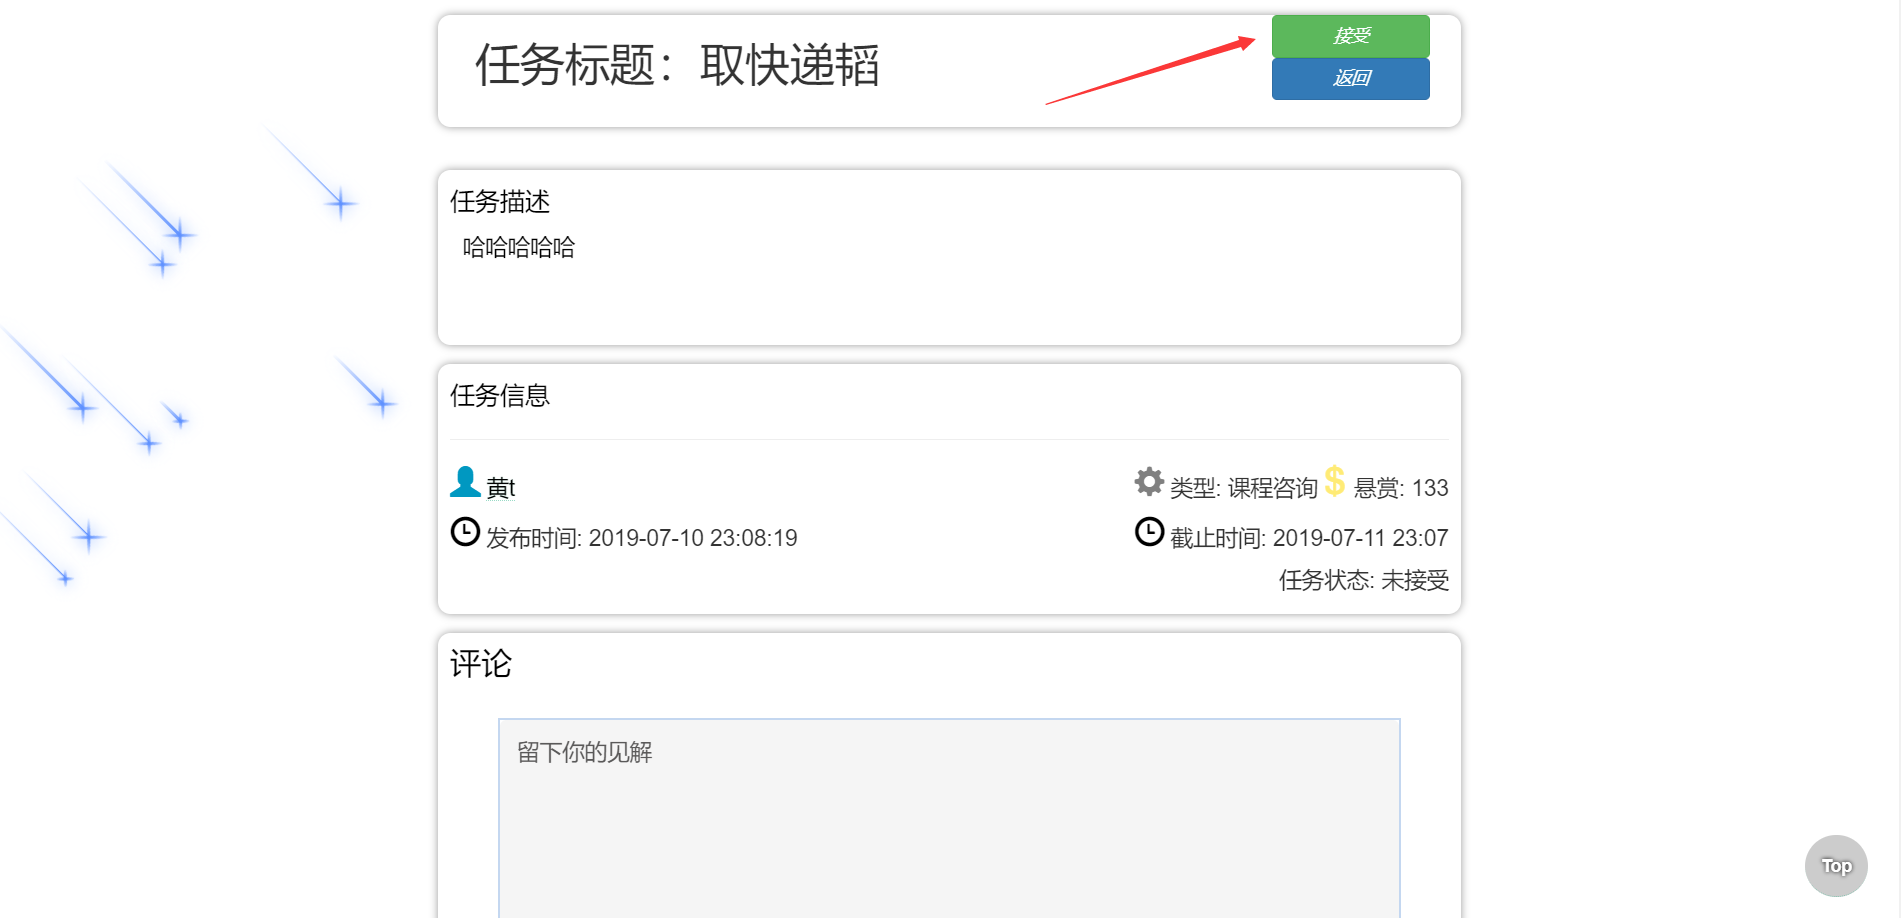 任务标题：取快递韬
接受
返回
任务描述
哈哈哈哈哈
任务信息
黄t
类型: 课程咨询 $ 悬赏: 133
发布时间: 2019-07-10 23:08:19
截止时间: 2019-07-11 23:07
任务状态: 未接受
评论
留下你的见解
Top